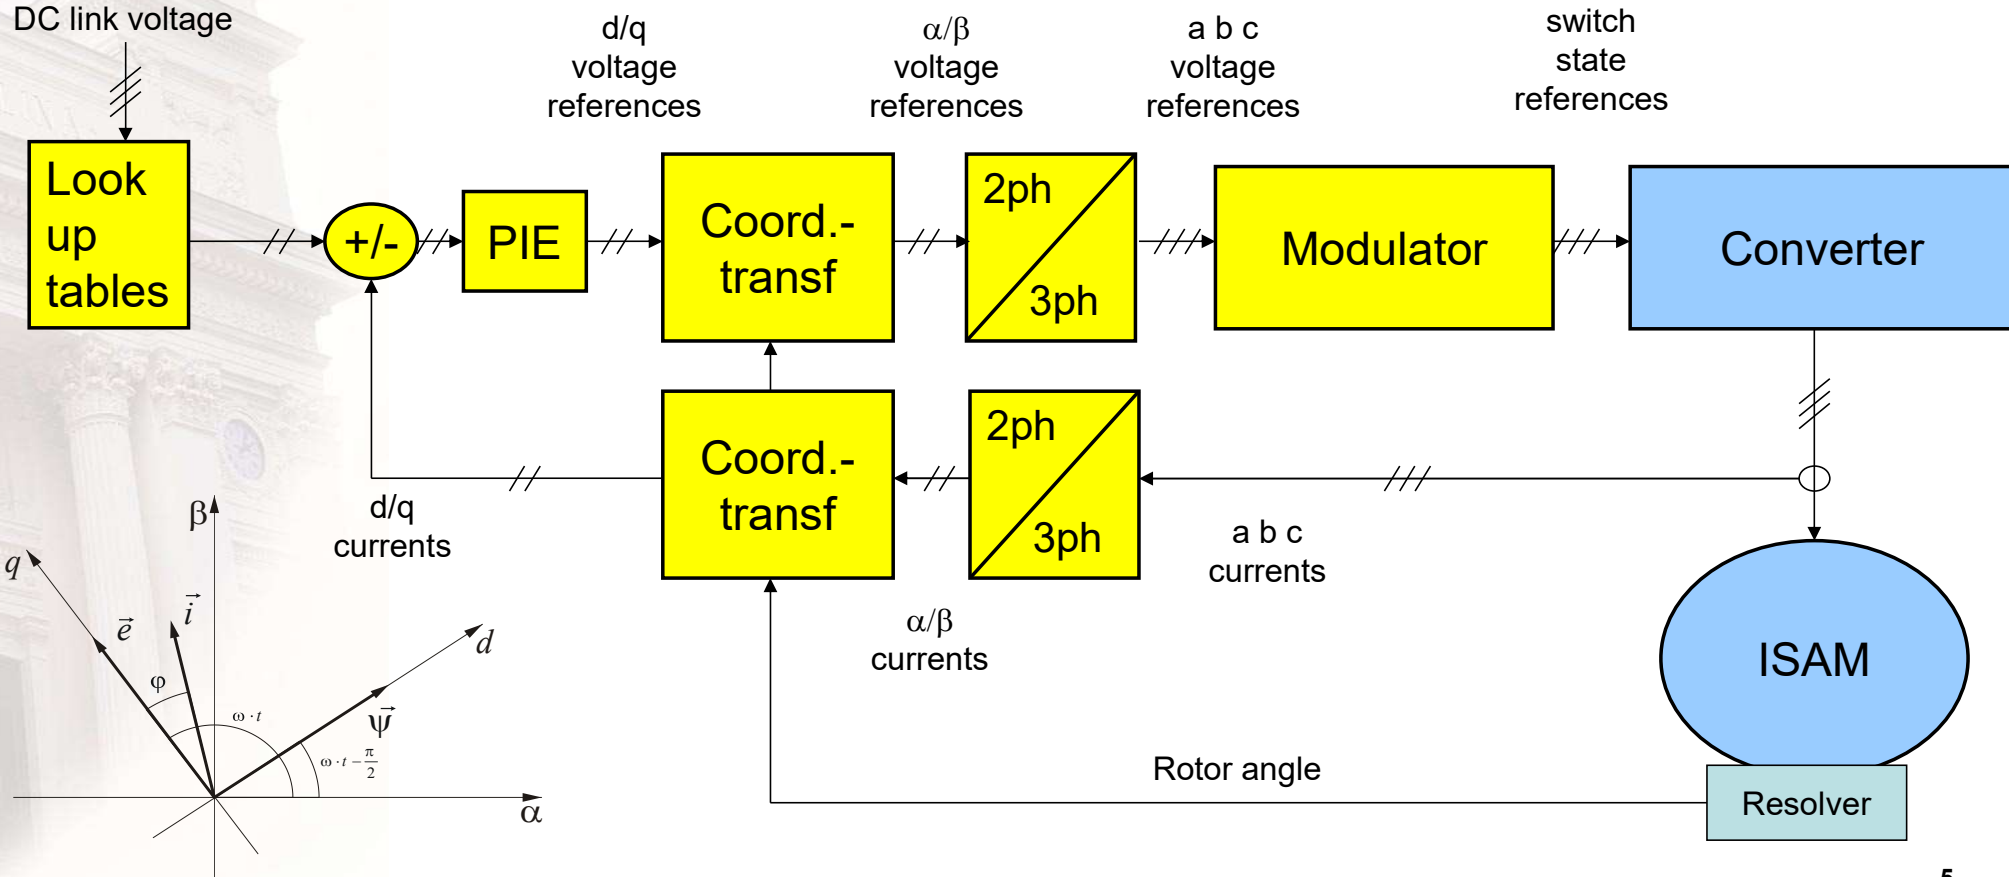 DC link voltage
d/q
voltage
references
α/β
voltage
references
a b c
voltage
references
switch
state
references
Look
up
tables
+/-
PIE
Coord.-
transf
2ph
3ph
Modulator
Converter
Coord.-
transf
2ph
3ph
d/q
currents
α/β
currents
a b c
currents
ISAM
Rotor angle
Resolver
β
q
e⃗
i⃗
d
φ
ω · t
ψ⃗
ω · t − π/2
α